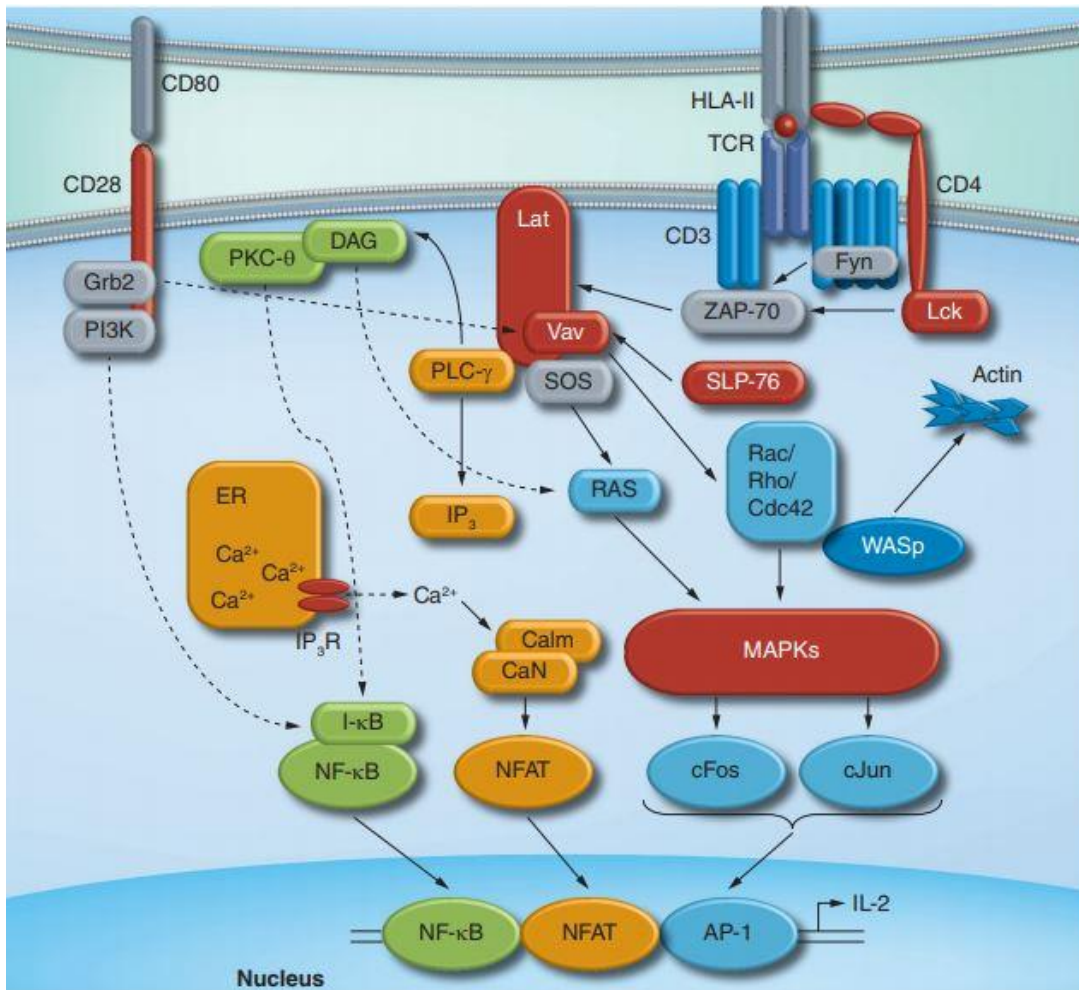 CD80
HLA-II
TCR
CD28
CD4
Lat
DAG
PKC-θ
CD3
Fyn
Grb2
ZAP-70
Lck
PI3K
Vav
PLC-γ
SOS
SLP-76
Actin
Rac/
Rho/
Cdc42
ER
RAS
IP₃
WASp
Ca²⁺
Ca²⁺
Ca²⁺
Ca²⁺
IP₃R
Calm
CaN
MAPKs
I-κB
NF-κB
NFAT
cFos
cJun
IL-2
NF-κB
NFAT
AP-1
Nucleus